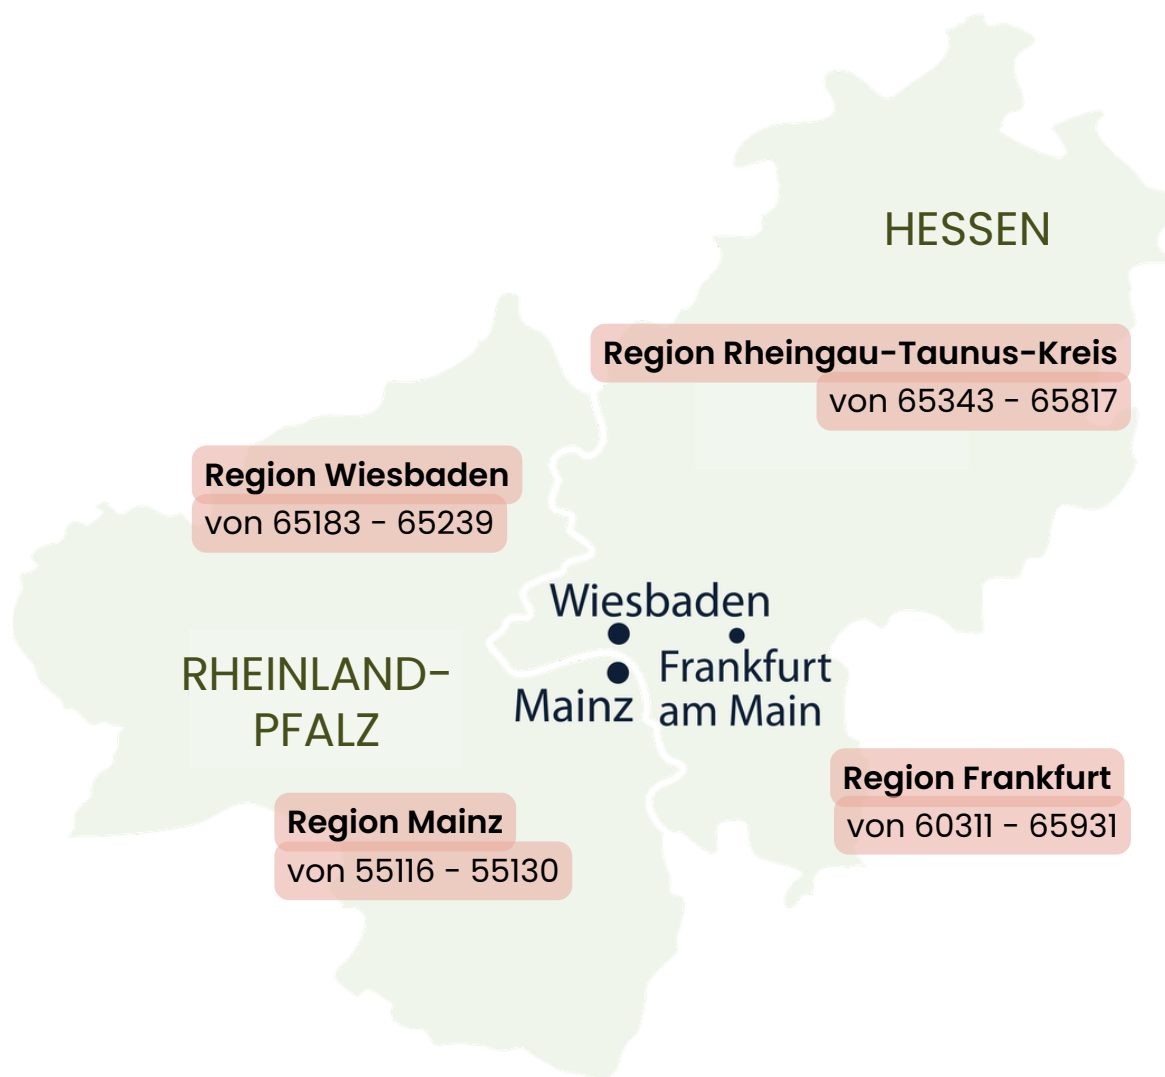 HESSEN
Region Rheingau-Taunus-Kreis
von 65343 - 65817
Region Wiesbaden
von 65183 - 65239
Wiesbaden
Frankfurt
am Main
Mainz
RHEINLAND-
PFALZ
Region Frankfurt
von 60311 - 65931
Region Mainz
von 55116 - 55130